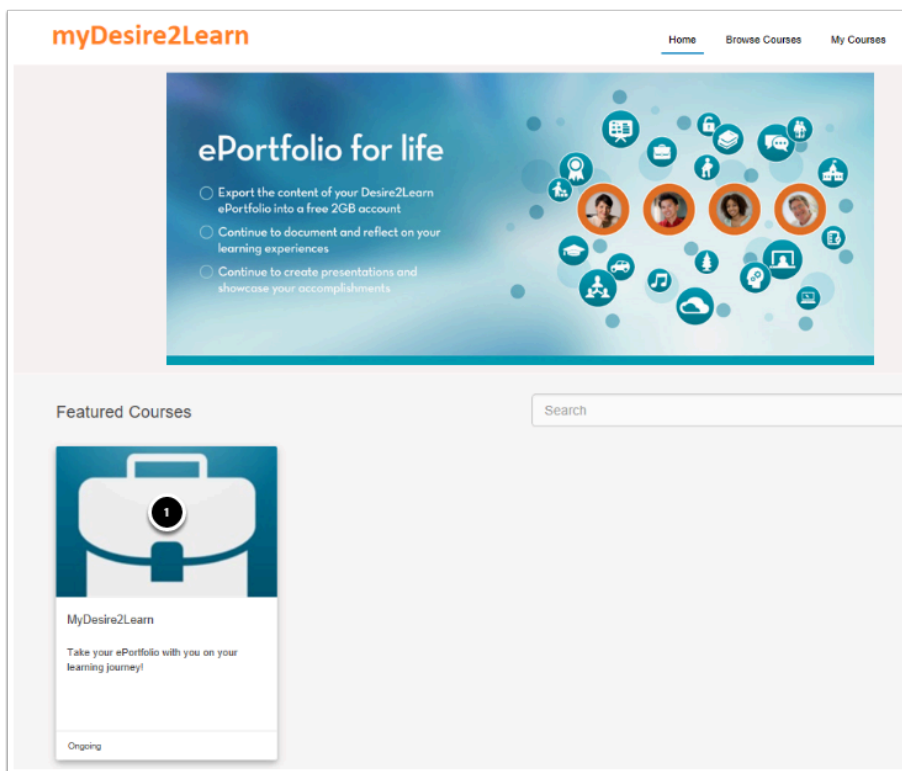 myDesire2Learn
Home Browse Courses My Courses
ePortfolio for life
Export the content of your Desire2Learn
ePortfolio into a free 2GB account
Continue to document and reflect on your
learning experiences
Continue to create presentations and
showcase your accomplishments
Featured Courses
Search
1
MyDesire2Learn
Take your ePortfolio with you on your
learning journey!
Ongoing